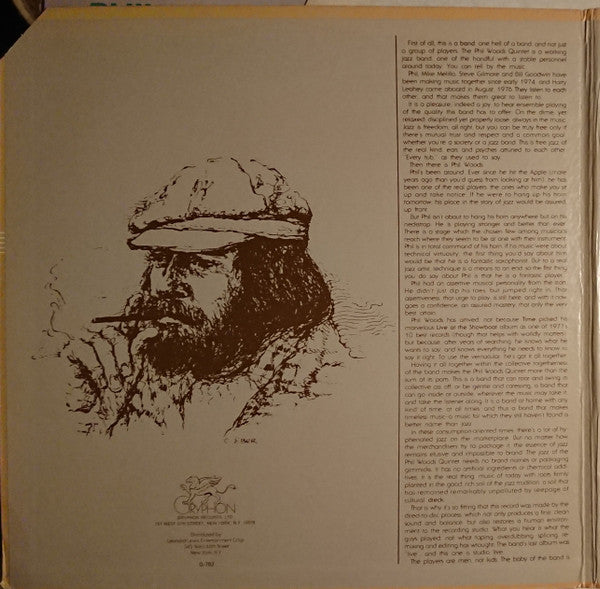 First of all, this is a band, one hell of a band, and not just
a group of players. The Phil Woods Quintet is a working
jazz band, one of the handful with a stable personnel
around today. You can tell by the music.
Phil, Mike Melillo, Steve Gilmore and Bill Goodwin have
been making music together since early 1974, and Harry
Leahey came aboard in August, 1976. They listen to each
other, and that makes them great to listen to.
It is a pleasure, indeed a joy, to hear ensemble playing
of the quality this band has to offer. On the dime, yet
relaxed; disciplined yet properly loose; always in the music.
Jazz is freedom, all right, but you can be truly free only if
there's mutual trust and respect and a common goal,
whether you're a society or a jazz band. This is free jazz of
the real kind; ears and psyches attuned to each other.
"Every tub," as they used to say.
Then there is Phil Woods.
Phil's been around. Ever since he hit the Apple (more
years ago than you'd guess from looking at him), he has
been one of the real players, the ones who make you sit
up and take notice. If he were to hang up his horn
tomorrow, his place in the story of jazz would be assured,
up front.
But Phil isn't about to hang his horn anywhere but on his
neckstrap. He is playing stronger and better than ever.
There is a stage which the chosen few among musicians
reach where they seem to be at one with their instrument.
Phil is in total command of his horn. If his music were about
technical virtuosity, the first thing you'd say about him
would be that he is a fantastic saxophonist. But to a real
jazz artist, technique is a means to an end, so the first thing
you do say about Phil is that he is a fantastic player.
Phil had an assertive musical personality from the start.
He didn't just dip his toes, but jumped right in. That
assertiveness, that urge to play, is still here, and with it now
goes a confidence, an assured mastery, that only the very
best attain.
Phil Woods has arrived, not because Time picked his
marvelous Live at the Showboat album as one of 1977's
10 best records (though that helps with worldly matters)
but because, after years of searching, he knows what he
wants to say, and knows everything he needs to know to
say it right. To use the vernacular, he's got it all together.
Having it all together within the collective togetherness
of the band makes the Phil Woods Quintet more than the
sum of its parts. This is a band that can roar and swing in
collective
can
go inside or outside, wherever the music may take it,
and take the listener along. It is a band at home with any
kind of time, at all times, and thus a band that makes
timeless music—a music for which they still haven't found a
better name than jazz.
In these consumption-oriented times, there's a lot of hy-
phenated jazz on the marketplace. But no matter how
the merchandisers try to package it, the essence of jazz
remains elusive and impossible to brand. The jazz of the
Phil Woods Quintet needs no brand names or packaging
gimmicks. It has no artificial ingredients or chemical addi-
tives; it is the real thing, music of today with roots firmly
planted in the good, rich soil of the jazz tradition, a soil that
has remained remarkably unpolluted by seepage of
cultural dreck.
That is why it's so fitting that this record was made by the
direct-to-disc process, which not only produces a fine, clean
sound and balance, but also restores a human environ-
ment to the recording studio. What you hear is what the
guys played, not what taping, overdubbing, splicing, re-
mixing and editing has wrought. The band's last album was
"live"... and this one is studio live.
The players are men, not kids. The baby of the band is
GRYPHON
GRYPHON RECORDS, LTD.
157 WEST 57th STREET, NEW YORK, N.Y. 10019
Distributed by
New York, N.Y.
G-782